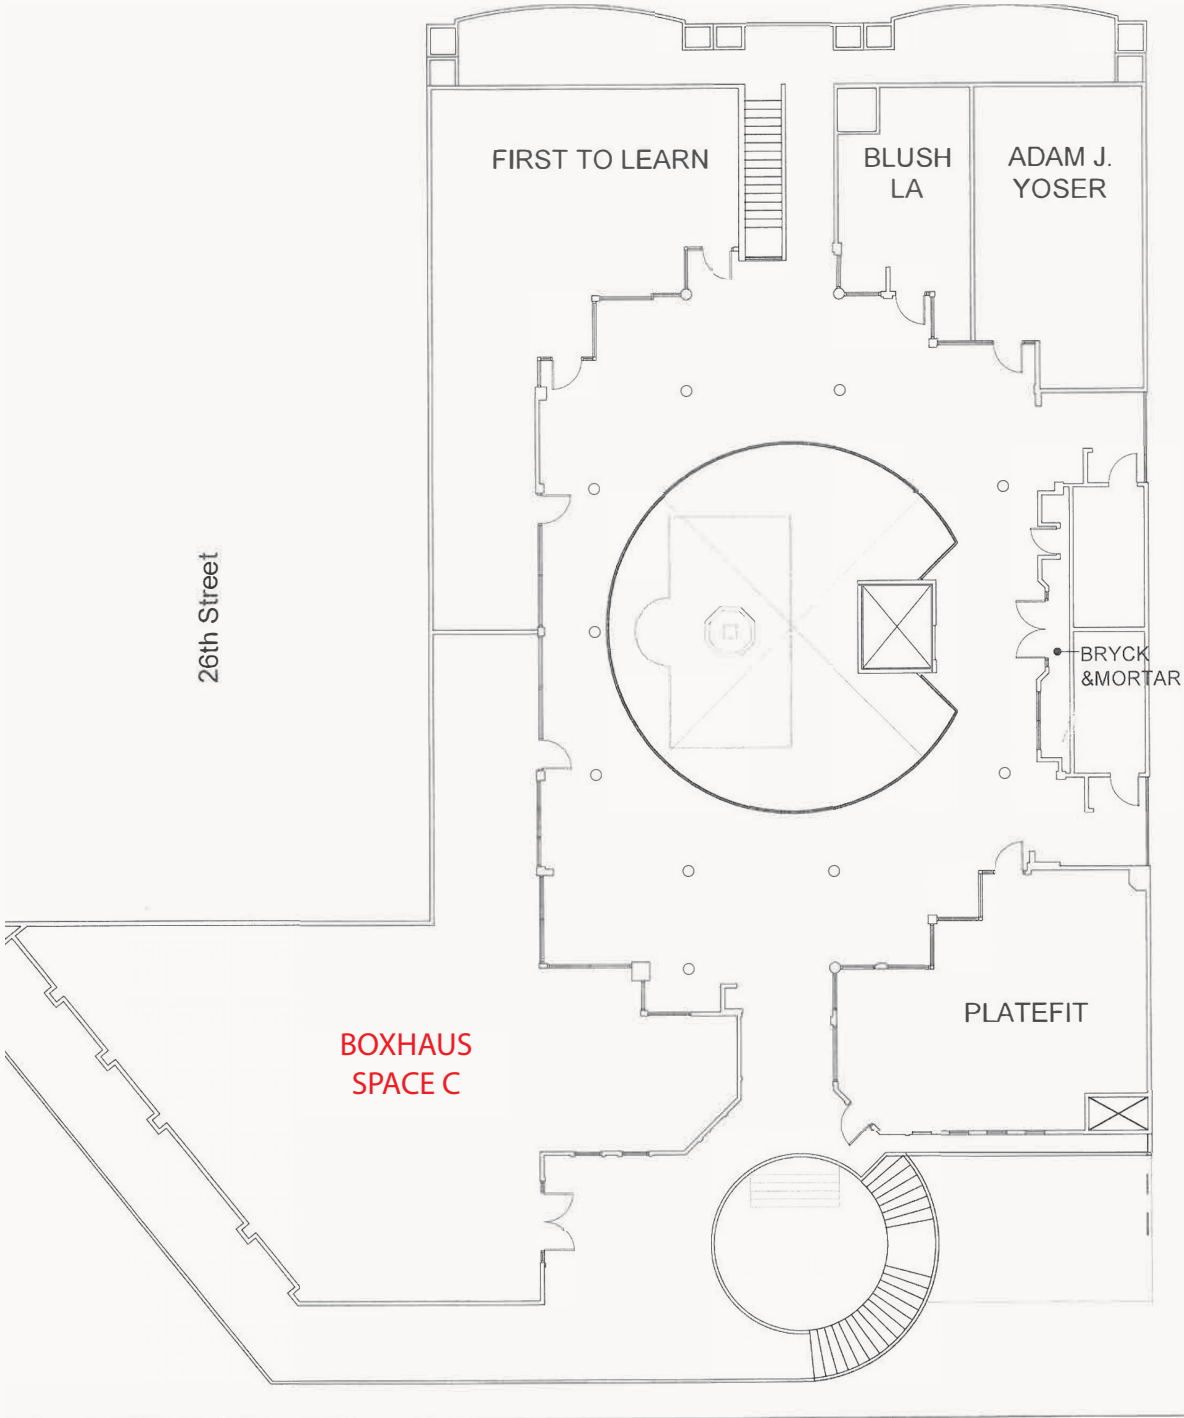 FIRST TO LEARN
BLUSH
LA
ADAM J.
YOSER
26th Street
BRYCK
&MORTAR
PLATEFIT
BOXHAUS
SPACE C